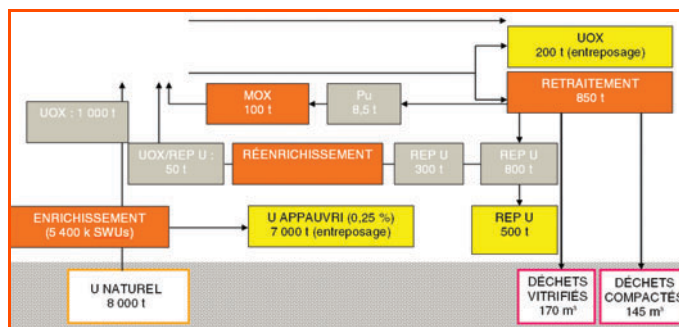 UOX
200 t (entreposage)
RETRAITEMENT
850 t
MOX
100 t
Pu
8,5 t
UOX : 1 000 t
UOX/REP U :
50 t
RÉENRICHISSEMENT
REP U
300 t
REP U
800 t
ENRICHISSEMENT
(5 400 k SWUs)
U APPAUVRI (0,25 %)
7 000 t (entreposage)
REP U
500 t
U NATUREL
8 000 t
DÉCHETS
VITRIFIÉS
170 m³
DÉCHETS
COMPACTÉS
145 m³